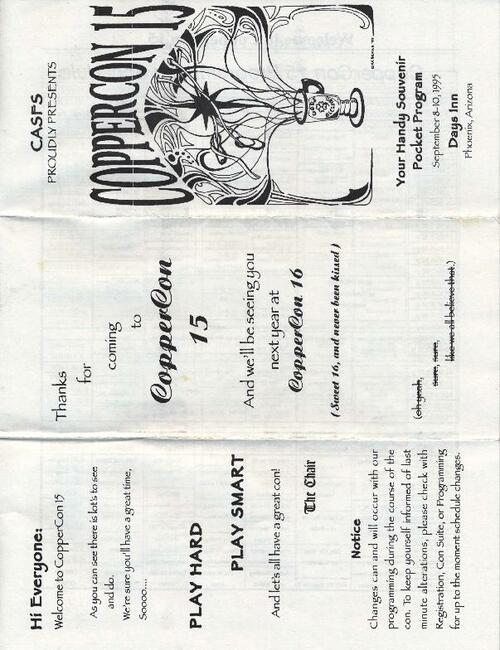 CASFS
PROUDLY PRESENTS
COPPERCON 15
Your Handy Souvenir
Pocket Program
September 8-10, 1995
Days Inn
Phoenix, Arizona
Thanks
for
coming
to
CopperCon
15
And we'll be seeing you
next year at
CopperCon 16
(Sweet 16, and never been kissed)
(oh yeah,
sure, sure,
like we all believe that.)
Hi Everyone:
Welcome to CopperCon15
As you can see there is lot's to see
and do.
We're sure you'll have a great time,
Soooo....
PLAY HARD
PLAY SMART
And let's all have a great con!
The Chair
Notice
Changes can and will occur with our
programming during the course of the
con. To keep yourself informed of last
minute alterations, please check with
Registration, Con Suite, or Programming
for up to the moment schedule changes.